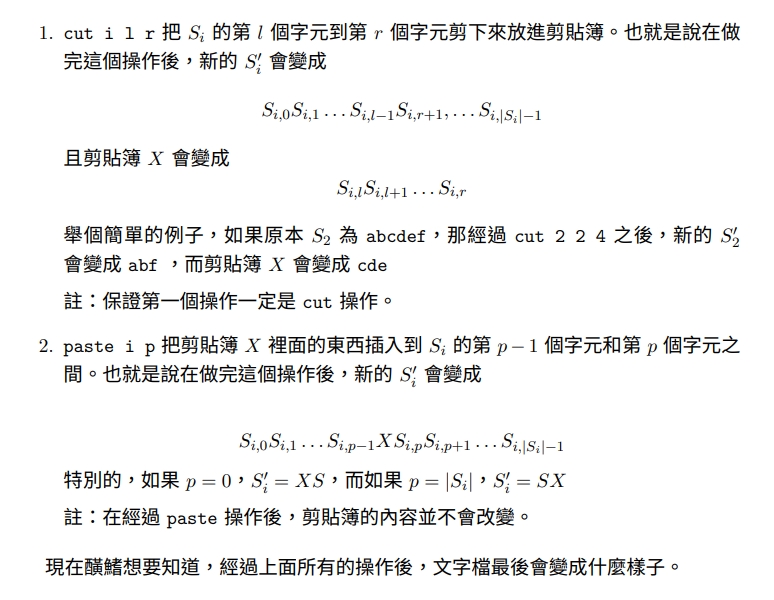 1. cut i l r 把 S_i 的第 l 個字元到第 r 個字元剪下來放進剪貼簿。也就是說在做
完這個操作後，新的 S'_i 會變成
S_{i,0}S_{i,1} ... S_{i,l−1}S_{i,r+1}, ... S_{i,|S_i|−1}
且剪貼簿 X 會變成
S_{i,l}S_{i,l+1} ... S_{i,r}
舉個簡單的例子，如果原本 S_2 為 abcdef，那經過 cut 2 2 4 之後，新的 S'_2
會變成 abf ，而剪貼簿 X 會變成 cde
註：保證第一個操作一定是 cut 操作。
2. paste i p 把剪貼簿 X 裡面的東西插入到 S_i 的第 p − 1 個字元和第 p 個字元之
間。也就是說在做完這個操作後，新的 S'_i 會變成
S_{i,0}S_{i,1} ... S_{i,p−1}XS_{i,p}S_{i,p+1} ... S_{i,|S_i|−1}
特別的，如果 p = 0，S'_i = XS，而如果 p = |S_i|，S'_i = SX
註：在經過 paste 操作後，剪貼簿的內容並不會改變。
現在醣鰭想要知道，經過上面所有的操作後，文字檔最後會變成什麼樣子。